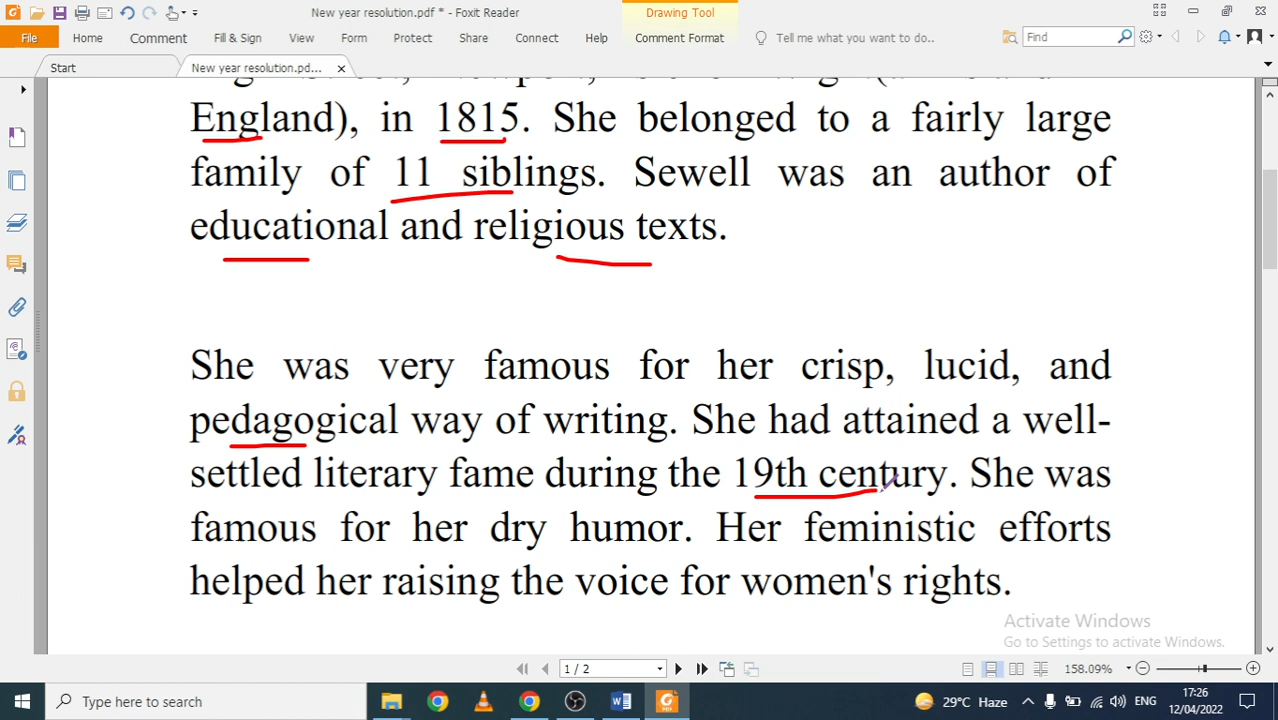 New year resolution.pdf * - Foxit Reader
Drawing Tool
File Home Comment Fill & Sign View Form Protect Share Connect Help Comment Format Tell me what you want to do.. Find
Start New year resolution.pd... ×
England), in 1815. She belonged to a fairly large
family of 11 siblings. Sewell was an author of
educational and religious texts.
She was very famous for her crisp, lucid, and
pedagogical way of writing. She had attained a well-
settled literary fame during the 19th century. She was
famous for her dry humor. Her feministic efforts
helped her raising the voice for women's rights.
Activate Windows
Go to Settings to activate Windows.
1 / 2 158.09%
Type here to search 29°C Haze ENG 17:26
12/04/2022